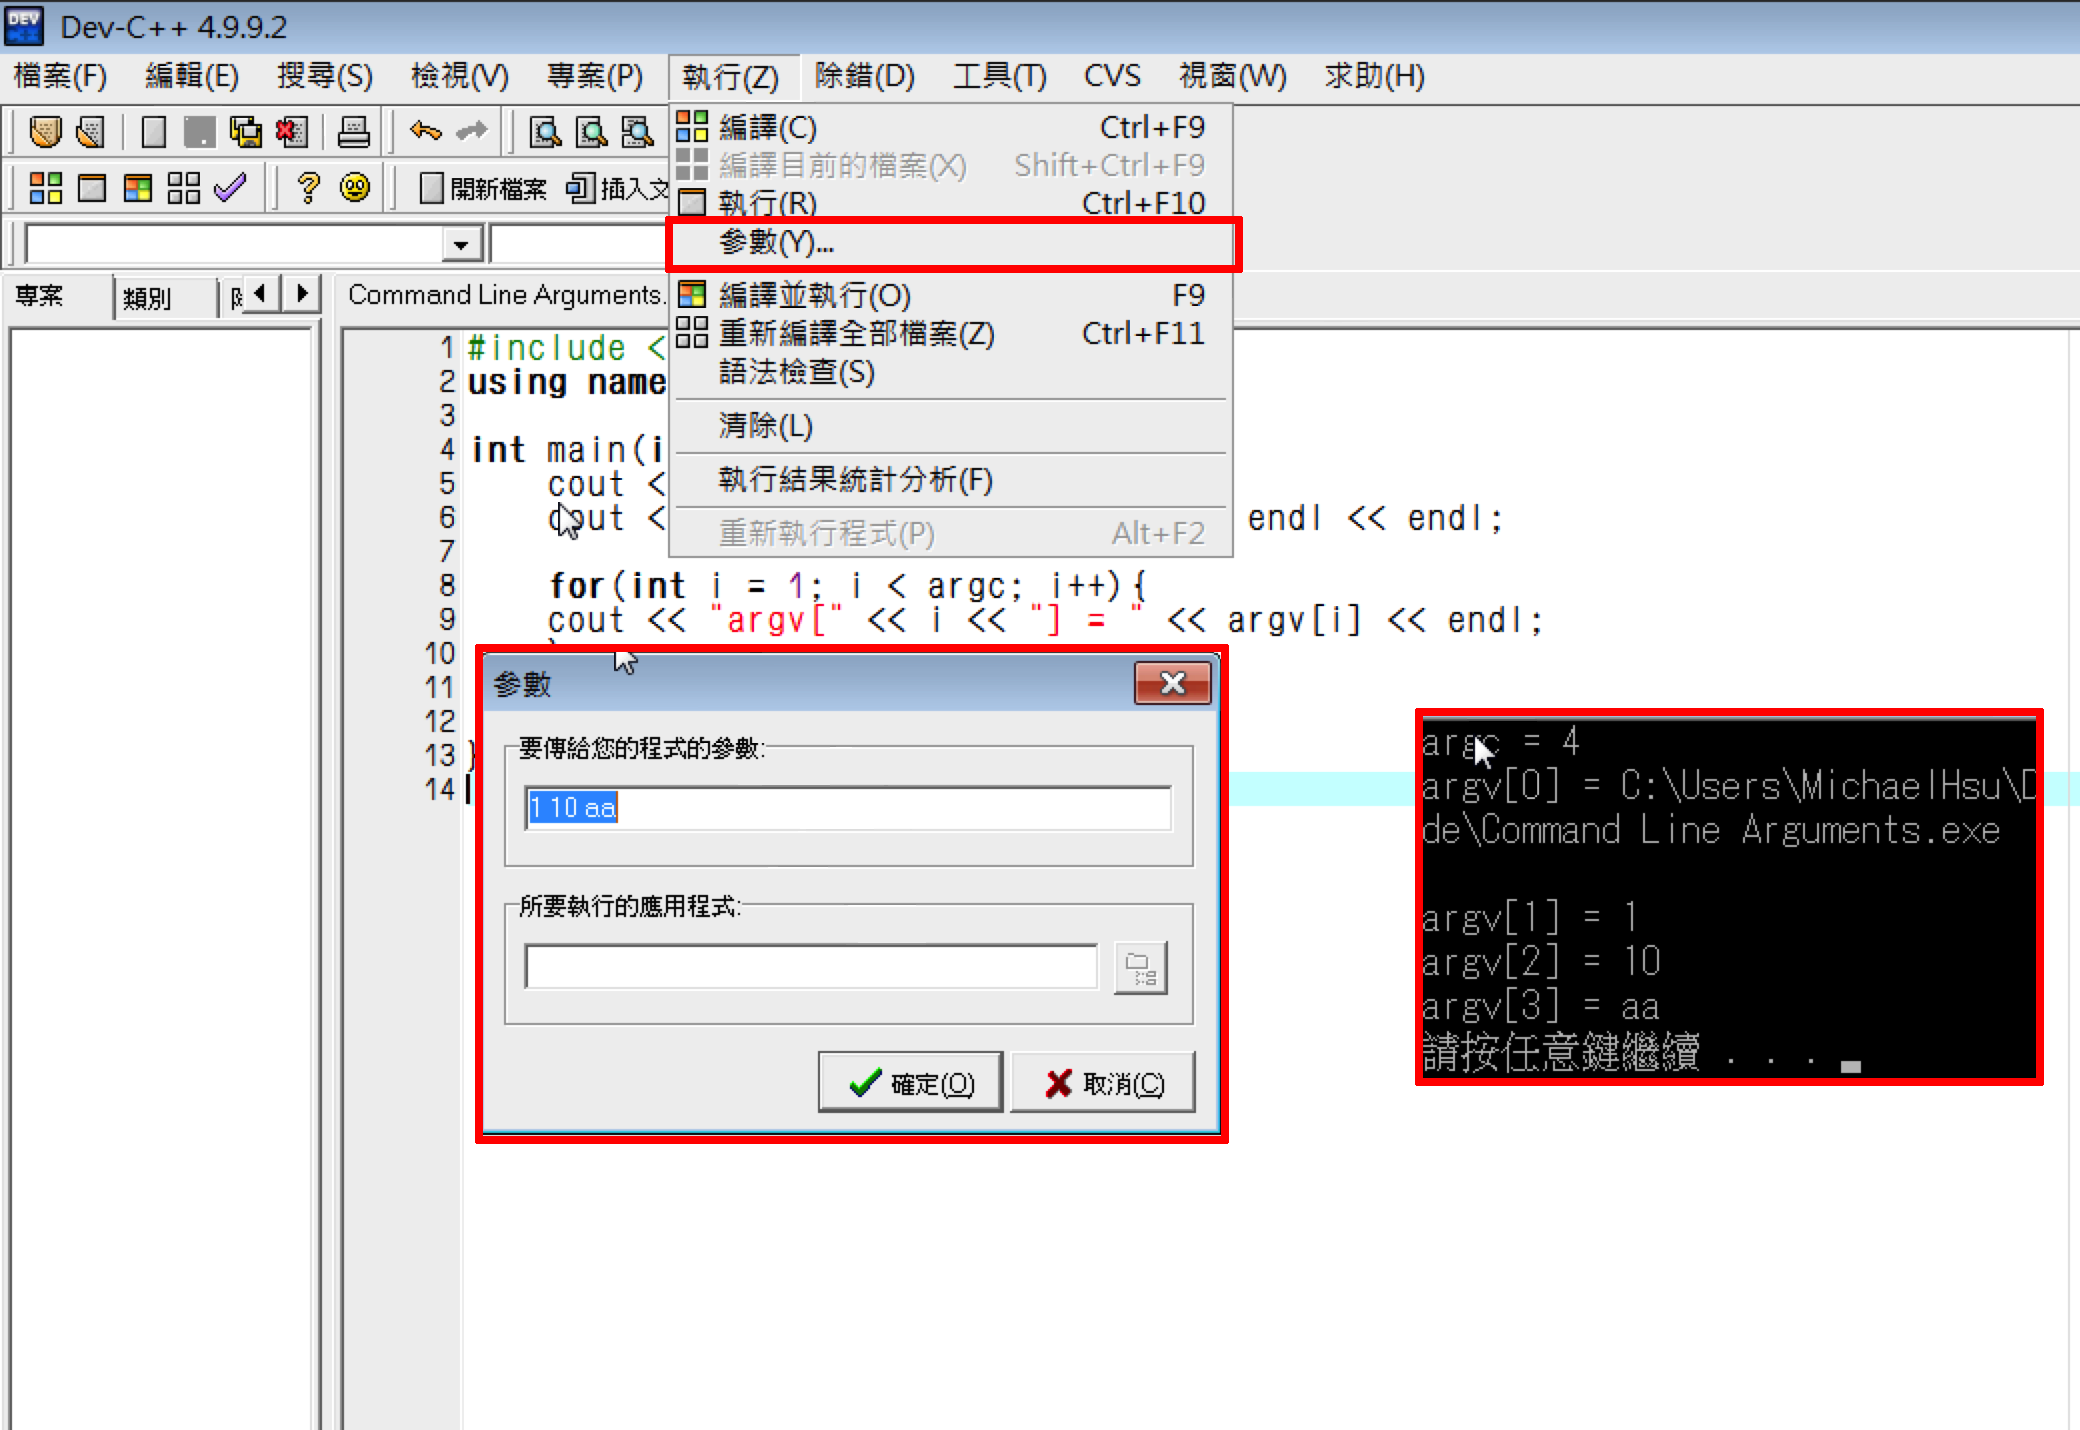 DEV
Dev-C++ 4.9.9.2
檔案(F) 編輯(E) 搜尋(S) 檢視(V) 專案(P) 執行(Z) 除錯(D) 工具(T) CVS 視窗(W) 求助(H)
編譯(C) Ctrl+F9
編譯目前的檔案(X) Shift+Ctrl+F9
開新檔案 插入文
執行(R) Ctrl+F10
參數(Y)...
編譯並執行(O) F9
重新編譯全部檔案(Z) Ctrl+F11
語法檢查(S)
清除(L)
執行結果統計分析(F)
重新執行程式(P) Alt+F2
專案 類別
Command Line Arguments.
1 #include <
2 using name
3
4 int main(i
5 cout <
6 cout < endl << endl;
7
8 for(int i = 1; i < argc; i++){
9 cout << "argv[" << i << "] = " << argv[i] << endl;
10
11
12
13 }
14
參數
要傳給您的程式的參數:
1 10 aa
所要執行的應用程式:
確定(O) 取消(C)
argc = 4
argv[0] = C:\Users\MichaelHsu\D
de\Command Line Arguments.exe
argv[1] = 1
argv[2] = 10
argv[3] = aa
請按任意鍵繼續 . . .